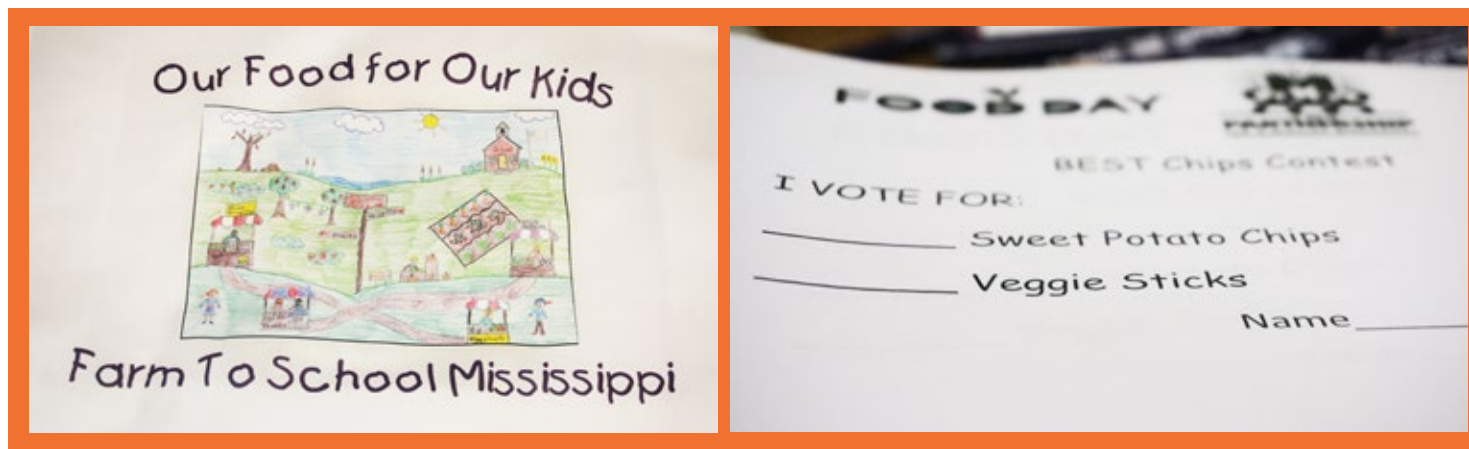 Our Food for Our Kids
Farm To School Mississippi
FOOD DAY
PARTNERSHIP
BEST Chips Contest
I VOTE FOR:
Sweet Potato Chips
Veggie Sticks
Name